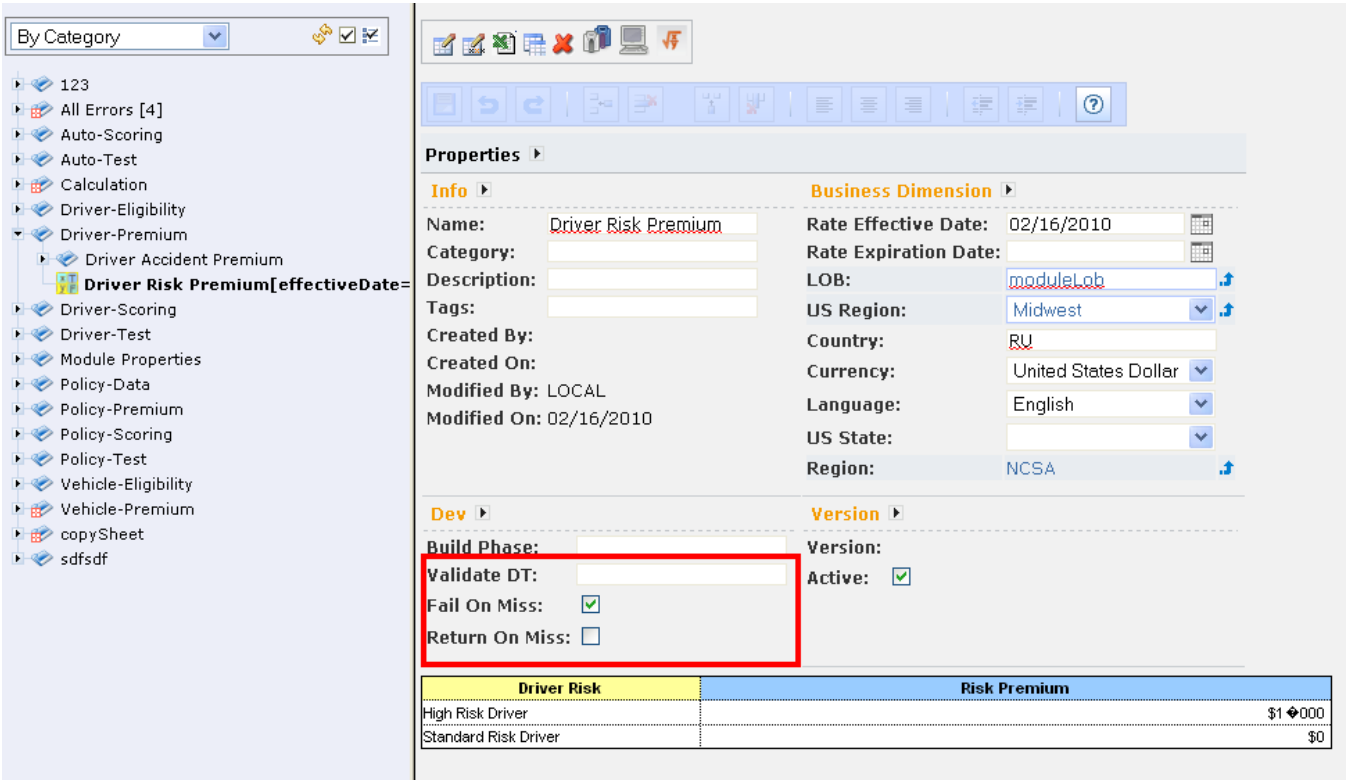 By Category
123
All Errors [4]
Auto-Scoring
Auto-Test
Calculation
Driver-Eligibility
Driver-Premium
Driver Accident Premium
Driver Risk Premium[effectiveDate=
Driver-Scoring
Driver-Test
Module Properties
Policy-Data
Policy-Premium
Policy-Scoring
Policy-Test
Vehicle-Eligibility
Vehicle-Premium
copySheet
sdfsdf
Properties
Info
Name: Driver Risk Premium
Category:
Description:
Tags:
Created By:
Created On:
Modified By: LOCAL
Modified On: 02/16/2010
Business Dimension
Rate Effective Date: 02/16/2010
Rate Expiration Date:
LOB: moduleLob
US Region: Midwest
Country: RU
Currency: United States Dollar
Language: English
US State:
Region: NCSA
Dev
Build Phase:
Validate DT:
Fail On Miss:
Return On Miss:
Version
Version:
Active:
Driver Risk Risk Premium
High Risk Driver $1�000
Standard Risk Driver $0